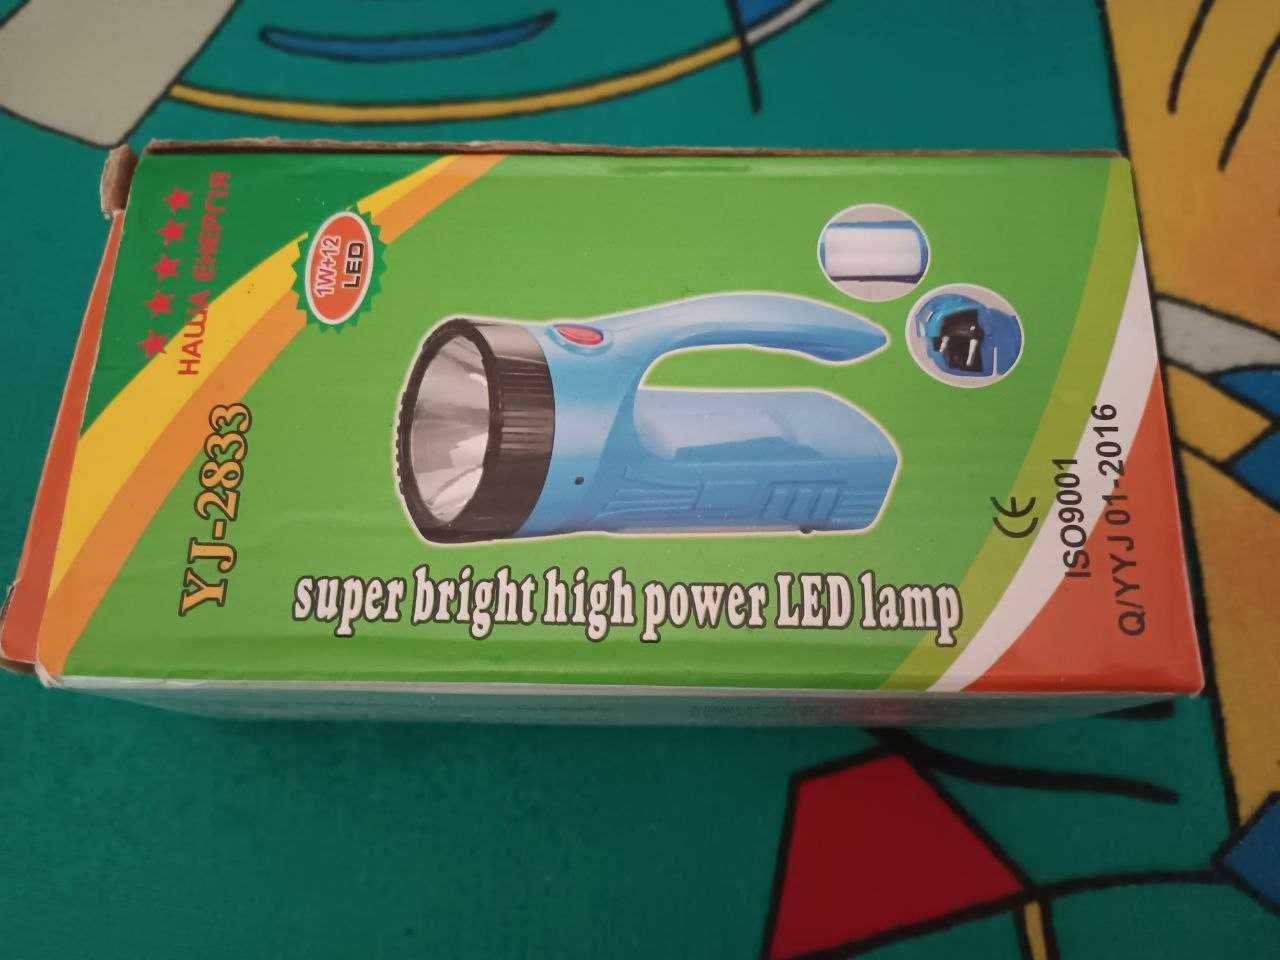 НАША ЕНЕРГІЯ
1W+12
LED
YJ-2833
super bright high power LED lamp
CE
ISO9001
Q/YYJ 01-2016